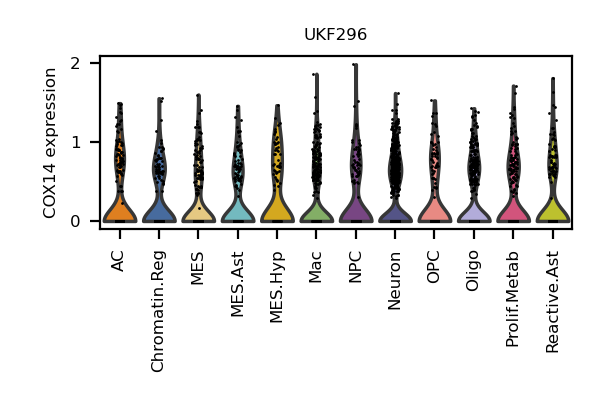 UKF296
COX14 expression
2
1
0
AC
Chromatin.Reg
MES
MES.Ast
MES.Hyp
Mac
NPC
Neuron
OPC
Oligo
Prolif.Metab
Reactive.Ast